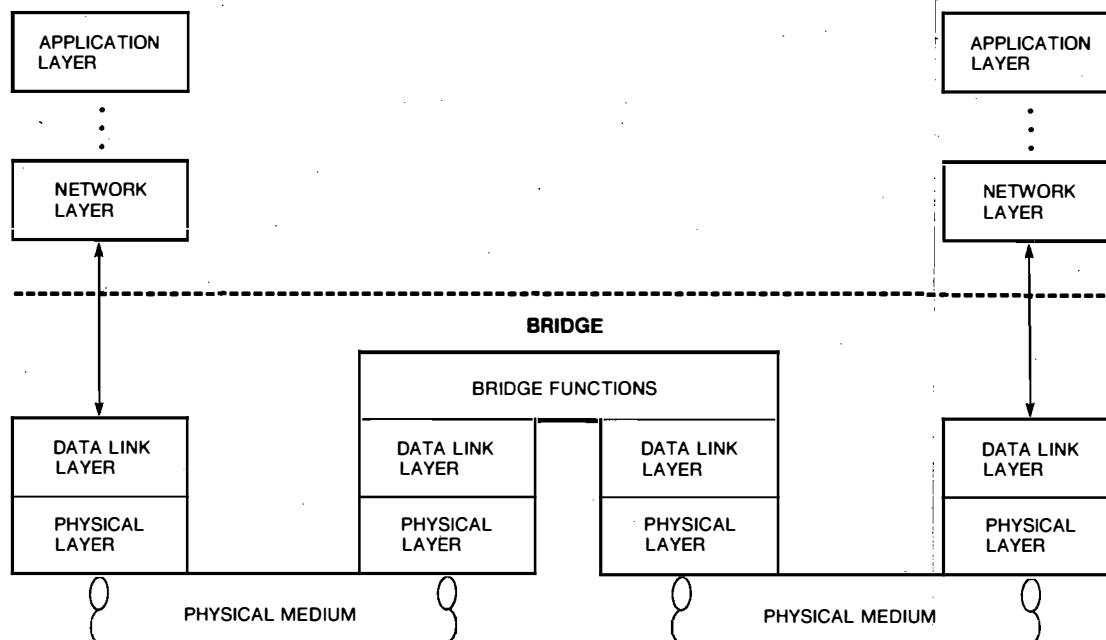 APPLICATION
LAYER
APPLICATION
LAYER
NETWORK
LAYER
NETWORK
LAYER
BRIDGE
BRIDGE FUNCTIONS
DATA LINK
LAYER
DATA LINK
LAYER
DATA LINK
LAYER
DATA LINK
LAYER
PHYSICAL
LAYER
PHYSICAL
LAYER
PHYSICAL
LAYER
PHYSICAL
LAYER
PHYSICAL MEDIUM
PHYSICAL MEDIUM